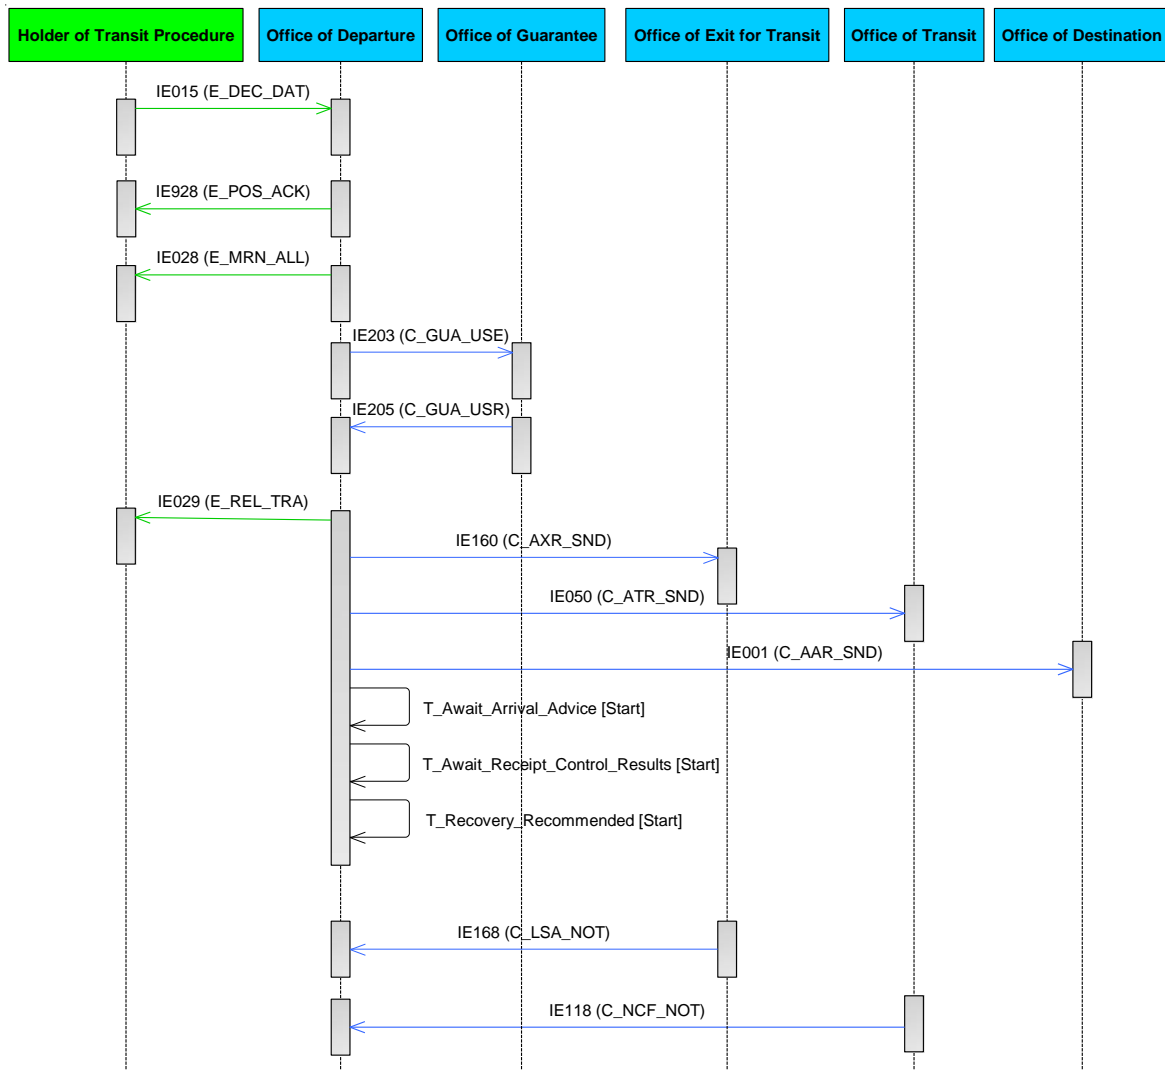 Holder of Transit Procedure
Office of Departure
Office of Guarantee
Office of Exit for Transit
Office of Transit
Office of Destination
IE015 (E_DEC_DAT)
IE928 (E_POS_ACK)
IE028 (E_MRN_ALL)
IE203 (C_GUA_USE)
IE205 (C_GUA_USR)
IE029 (E_REL_TRA)
IE160 (C_AXR_SND)
IE050 (C_ATR_SND)
IE001 (C_AAR_SND)
T_Await_Arrival_Advice [Start]
T_Await_Receipt_Control_Results [Start]
T_Recovery_Recommended [Start]
IE168 (C_LSA_NOT)
IE118 (C_NCF_NOT)